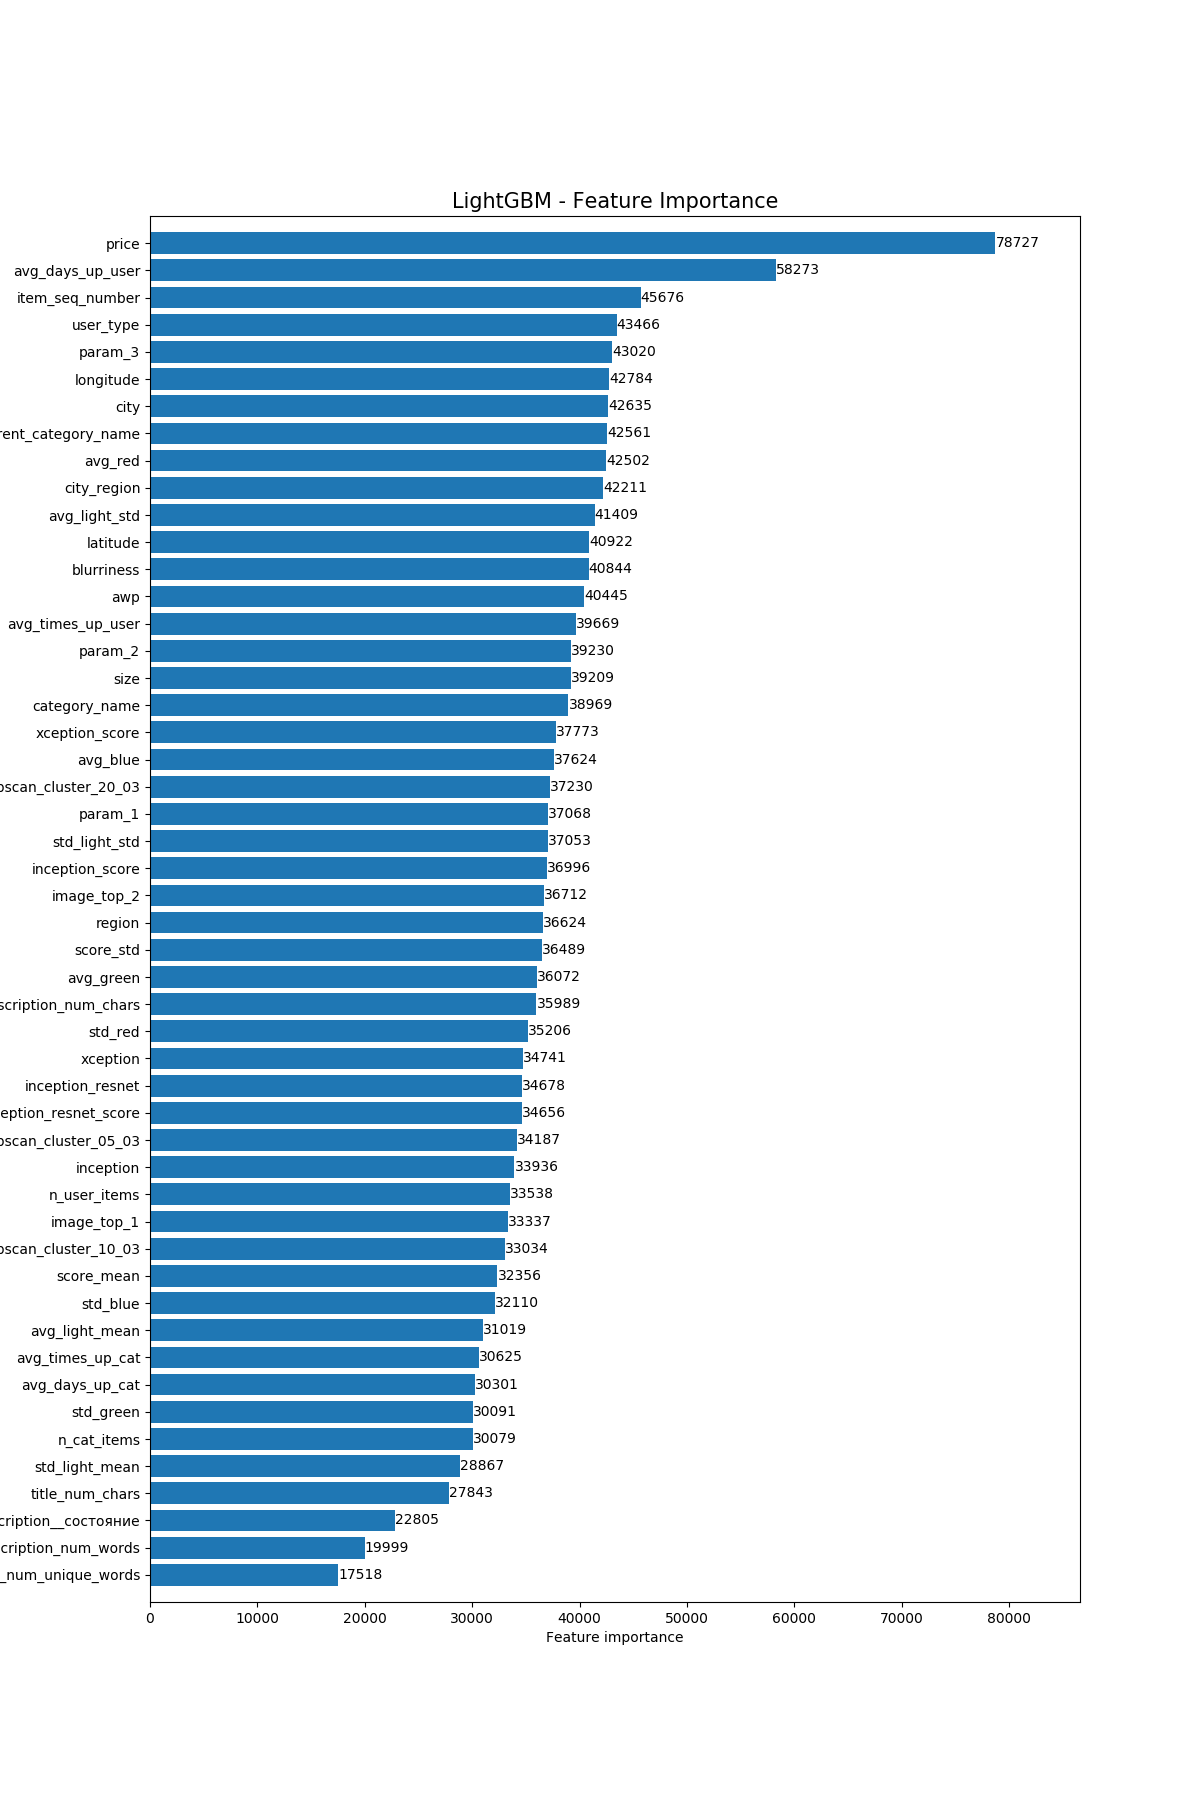 LightGBM - Feature Importance
price 78727
avg_days_up_user 58273
item_seq_number 45676
user_type 43466
param_3 43020
longitude 42784
city 42635
rent_category_name 42561
avg_red 42502
city_region 42211
avg_light_std 41409
latitude 40922
blurriness 40844
awp 40445
avg_times_up_user 39669
param_2 39230
size 39209
category_name 38969
xception_score 37773
avg_blue 37624
oscan_cluster_20_03 37230
param_1 37068
std_light_std 37053
inception_score 36996
image_top_2 36712
region 36624
score_std 36489
avg_green 36072
scription_num_chars 35989
std_red 35206
xception 34741
inception_resnet 34678
eption_resnet_score 34656
oscan_cluster_05_03 34187
inception 33936
n_user_items 33538
image_top_1 33337
oscan_cluster_10_03 33034
score_mean 32356
std_blue 32110
avg_light_mean 31019
avg_times_up_cat 30625
avg_days_up_cat 30301
std_green 30091
n_cat_items 30079
std_light_mean 28867
title_num_chars 27843
cription__состояние 22805
cription_num_words 19999
_num_unique_words 17518
0 10000 20000 30000 40000 50000 60000 70000 80000
Feature importance